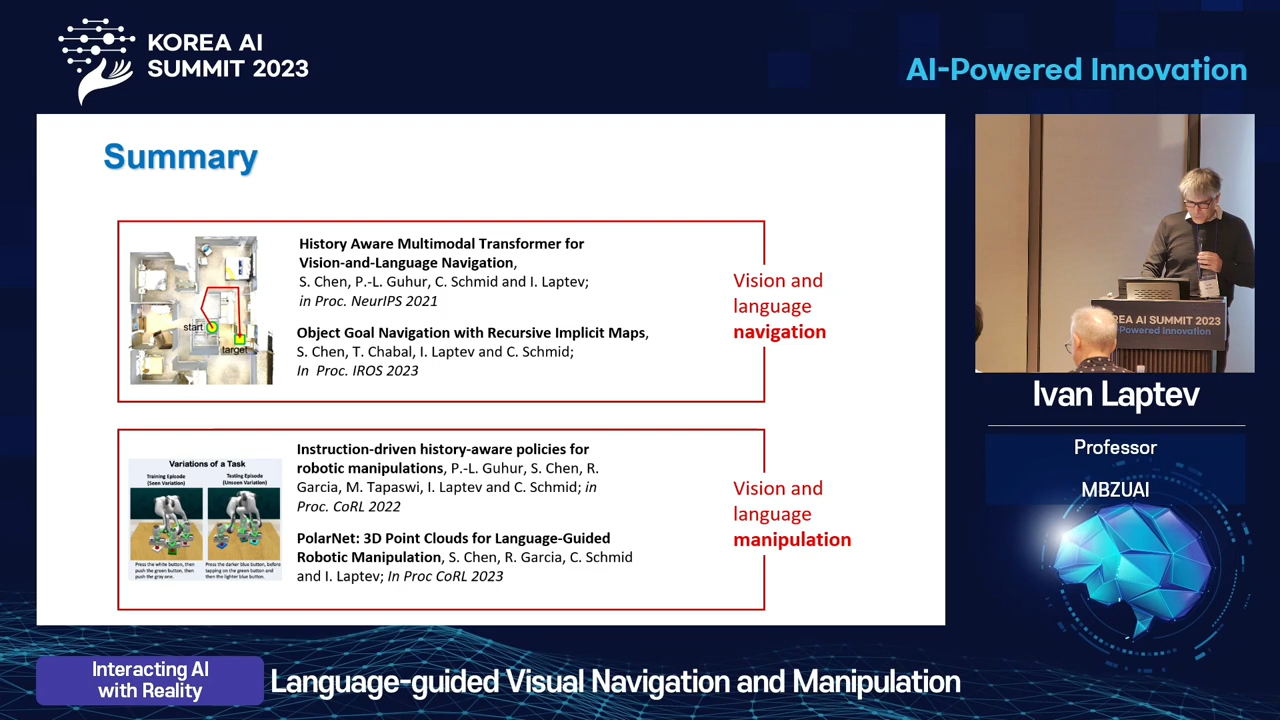 KOREA AI
SUMMIT 2023
AI-Powered Innovation
Summary
start
target
History Aware Multimodal Transformer for
Vision-and-Language Navigation,
S. Chen, P.-L. Guhur, C. Schmid and I. Laptev;
in Proc. NeurIPS 2021
Object Goal Navigation with Recursive Implicit Maps,
S. Chen, T. Chabal, I. Laptev and C. Schmid;
In Proc. IROS 2023
Vision and
language
navigation
Variations of a Task
Training Episode
(Seen Variation)
Testing Episode
(Unseen Variation)
Press the white button, then
push the green button, then
push the gray one.
Press the darker blue button, before
tapping on the green button and
then the lighter blue button.
Instruction-driven history-aware policies for
robotic manipulations, P.-L. Guhur, S. Chen, R.
Garcia, M. Tapaswi, I. Laptev and C. Schmid; in
Proc. CoRL 2022
PolarNet: 3D Point Clouds for Language-Guided
Robotic Manipulation, S. Chen, R. Garcia, C. Schmid
and I. Laptev; In Proc CoRL 2023
Vision and
language
manipulation
OREA AI SUMMIT 2023
Powered Innovation
Ivan Laptev
Professor
MBZUAI
Interacting AI
with Reality
Language-guided Visual Navigation and Manipulation